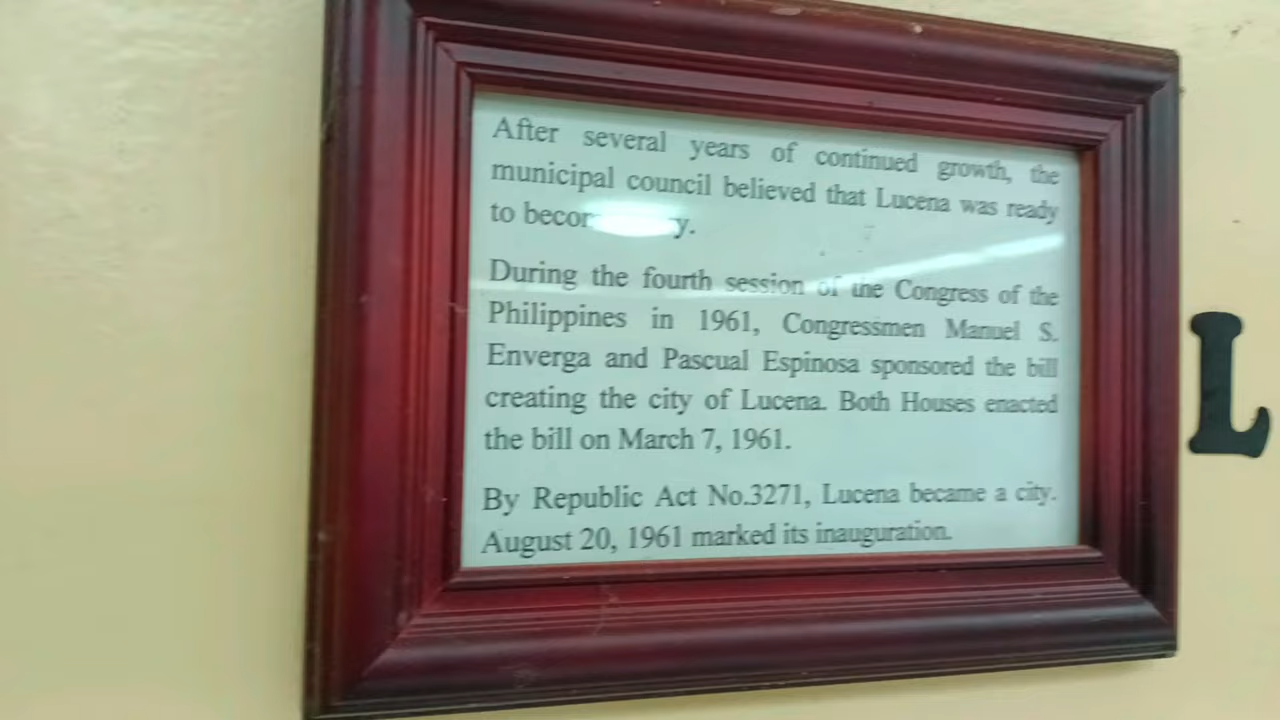 After several years of continued growth, the
municipal council believed that Lucena was ready
to
During the fourth session of the Congress of the
Philippines in 1961, Congressmen Manuel S.
Enverga and Pascual Espinosa sponsored the bill
creating the city of Lucena. Both Houses enacted
the bill on March 7, 1961.
By Republic Act No.3271, Lucena became a city.
August 20, 1961 marked its inauguration.
L